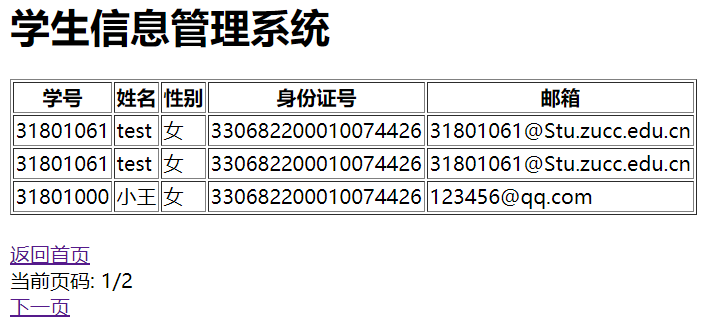 学生信息管理系统
学号 姓名 性别 身份证号 邮箱
31801061 test 女 330682200010074426 31801061@Stu.zucc.edu.cn
31801061 test 女 330682200010074426 31801061@Stu.zucc.edu.cn
31801000 小王 女 330682200010074426 123456@qq.com
返回首页
当前页码: 1/2
下一页